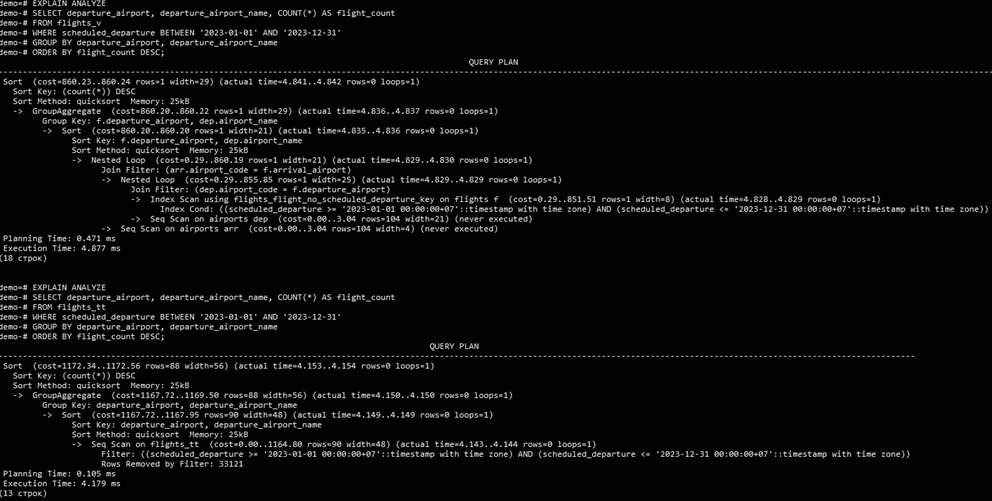 demo=# EXPLAIN ANALYZE
demo-# SELECT departure_airport, departure_airport_name, COUNT(*) AS flight_count
demo-# FROM flights_v
demo-# WHERE scheduled_departure BETWEEN '2023-01-01' AND '2023-12-31'
demo-# GROUP BY departure_airport, departure_airport_name
demo-# ORDER BY flight_count DESC;
QUERY PLAN
Sort (cost=860.23..860.24 rows=1 width=29) (actual time=4.841..4.842 rows=0 loops=1)
Sort Key: (count(*)) DESC
Sort Method: quicksort Memory: 25kB
-> GroupAggregate (cost=860.20..860.22 rows=1 width=29) (actual time=4.836..4.837 rows=0 loops=1)
Group Key: f.departure_airport, dep.airport_name
-> Sort (cost=860.20..860.20 rows=1 width=21) (actual time=4.835..4.836 rows=0 loops=1)
Sort Key: f.departure_airport, dep.airport_name
Sort Method: quicksort Memory: 25kB
-> Nested Loop (cost=0.29..860.19 rows=1 width=21) (actual time=4.829..4.830 rows=0 loops=1)
Join Filter: (arr.airport_code = f.arrival_airport)
-> Nested Loop (cost=0.29..855.85 rows=1 width=25) (actual time=4.829..4.829 rows=0 loops=1)
Join Filter: (dep.airport_code = f.departure_airport)
-> Index Scan using flights_flight_no_scheduled_departure_key on flights f (cost=0.29..851.51 rows=1 width=8) (actual time=4.828..4.829 rows=0 loops=1)
Index Cond: ((scheduled_departure >= '2023-01-01 00:00:00+07'::timestamp with time zone) AND (scheduled_departure <= '2023-12-31 00:00:00+07'::timestamp with time zone))
-> Seq Scan on airports dep (cost=0.00..3.04 rows=104 width=21) (never executed)
-> Seq Scan on airports arr (cost=0.00..3.04 rows=104 width=4) (never executed)
Planning Time: 0.471 ms
Execution Time: 4.877 ms
(18 строк)
demo=# EXPLAIN ANALYZE
demo-# SELECT departure_airport, departure_airport_name, COUNT(*) AS flight_count
demo-# FROM flights_tt
demo-# WHERE scheduled_departure BETWEEN '2023-01-01' AND '2023-12-31'
demo-# GROUP BY departure_airport, departure_airport_name
demo-# ORDER BY flight_count DESC;
QUERY PLAN
Sort (cost=1172.34..1172.56 rows=88 width=56) (actual time=4.153..4.154 rows=0 loops=1)
Sort Key: (count(*)) DESC
Sort Method: quicksort Memory: 25kB
-> GroupAggregate (cost=1167.72..1169.50 rows=88 width=56) (actual time=4.150..4.150 rows=0 loops=1)
Group Key: departure_airport, departure_airport_name
-> Sort (cost=1167.72..1167.95 rows=90 width=48) (actual time=4.149..4.149 rows=0 loops=1)
Sort Key: departure_airport, departure_airport_name
Sort Method: quicksort Memory: 25kB
-> Seq Scan on flights_tt (cost=0.00..1164.80 rows=90 width=48) (actual time=4.143..4.144 rows=0 loops=1)
Filter: ((scheduled_departure >= '2023-01-01 00:00:00+07'::timestamp with time zone) AND (scheduled_departure <= '2023-12-31 00:00:00+07'::timestamp with time zone))
Rows Removed by Filter: 33121
Planning Time: 0.105 ms
Execution Time: 4.179 ms
(13 строк)